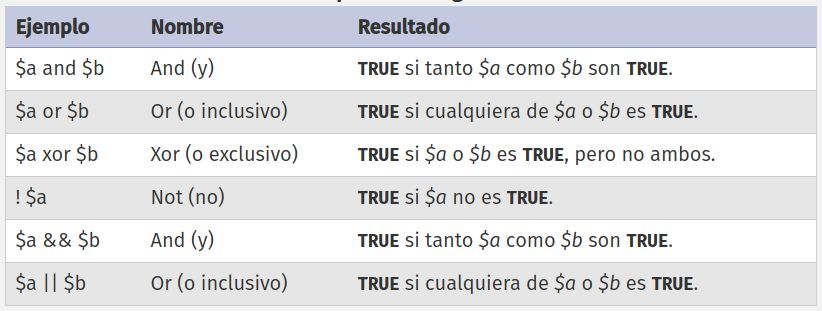 Ejemplo Nombre Resultado
$a and $b And (y) TRUE si tanto $a como $b son TRUE.
$a or $b Or (o inclusivo) TRUE si cualquiera de $a o $b es TRUE.
$a xor $b Xor (o exclusivo) TRUE si $a o $b es TRUE, pero no ambos.
! $a Not (no) TRUE si $a no es TRUE.
$a && $b And (y) TRUE si tanto $a como $b son TRUE.
$a || $b Or (o inclusivo) TRUE si cualquiera de $a o $b es TRUE.